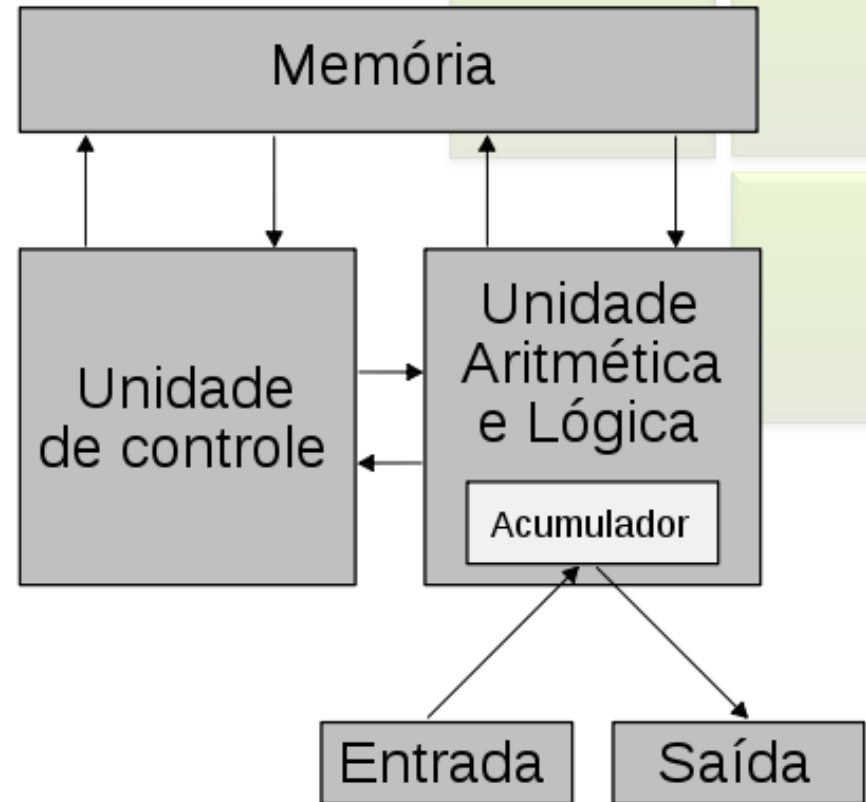 Memória
Unidade
de controle
Unidade
Aritmética
e Lógica
Acumulador
Entrada
Saída